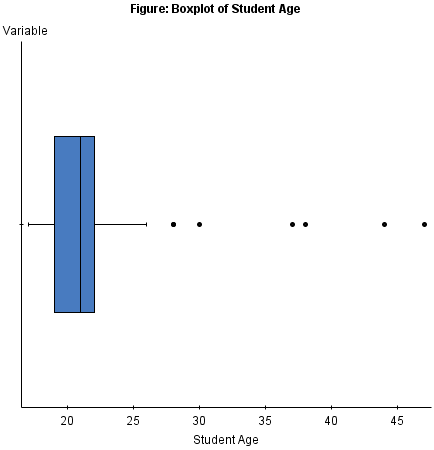 Figure: Boxplot of Student Age
Variable
20 25 30 35 40 45
Student Age